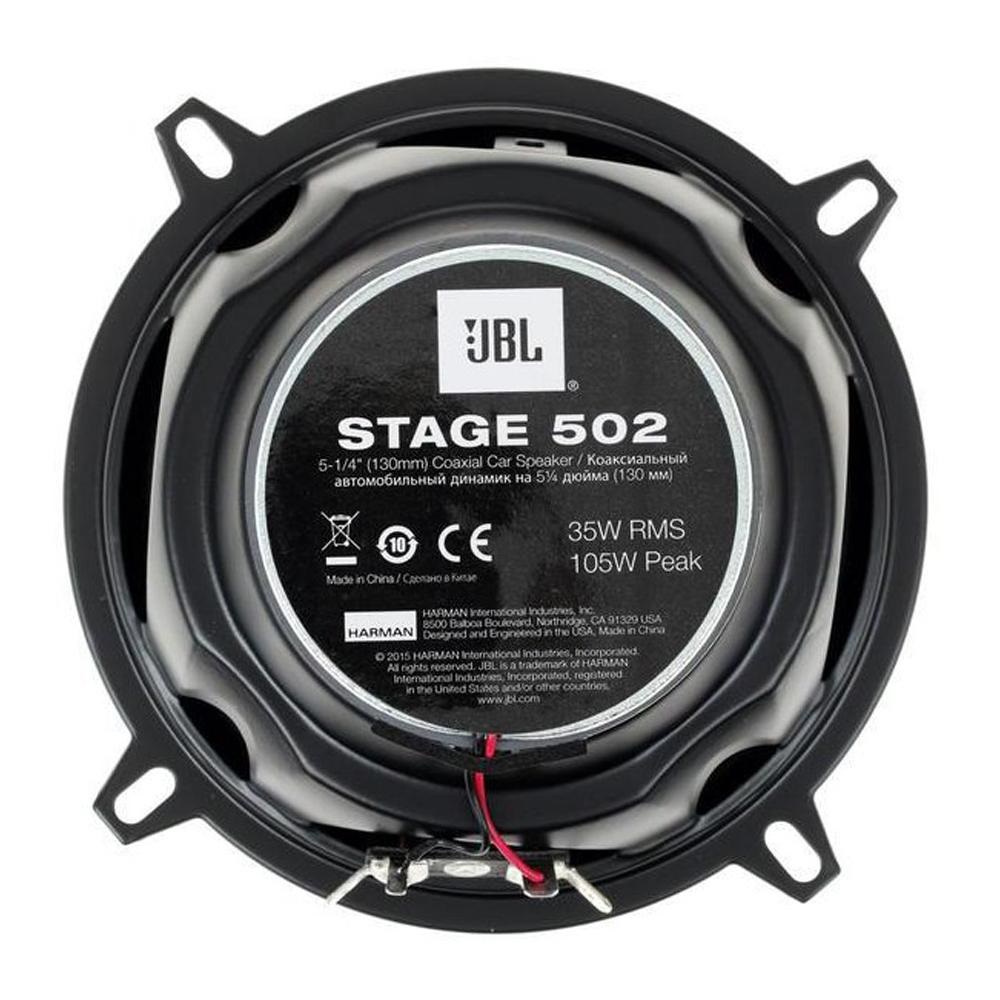 JBL®
STAGE 502
5-1/4" (130mm) Coaxial Car Speaker / Коаксиальный
автомобильный динамик на 5¼ дюйма (130 мм)
35W RMS
105W Peak
10
CE
Made in China / Сделано в Китае
HARMAN
HARMAN International Industries, Inc.
8500 Balboa Boulevard, Northridge, CA 91329 USA
Designed and Engineered in the USA, Made in China
© 2015 HARMAN International Industries, Incorporated.
All rights reserved. JBL is a trademark of HARMAN
International Industries, Incorporated, registered
in the United States and/or other countries.
www.jbl.com